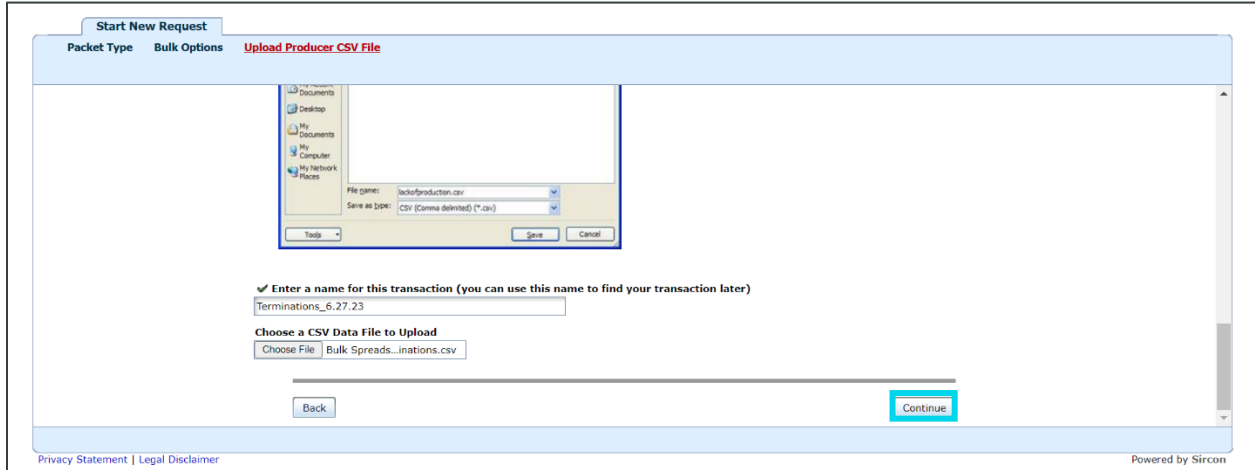 Start New Request
Packet Type Bulk Options Upload Producer CSV File
My Recent
Documents
Desktop
My
Documents
My
Computer
My Network
Places
File name: lackofproduction.csv
Save as type: CSV (Comma delimited) (*.csv)
Tools Save Cancel
Enter a name for this transaction (you can use this name to find your transaction later)
Terminations_6.27.23
Choose a CSV Data File to Upload
Choose File Bulk Spreads...inations.csv
Back Continue
Privacy Statement | Legal Disclaimer Powered by Sircon